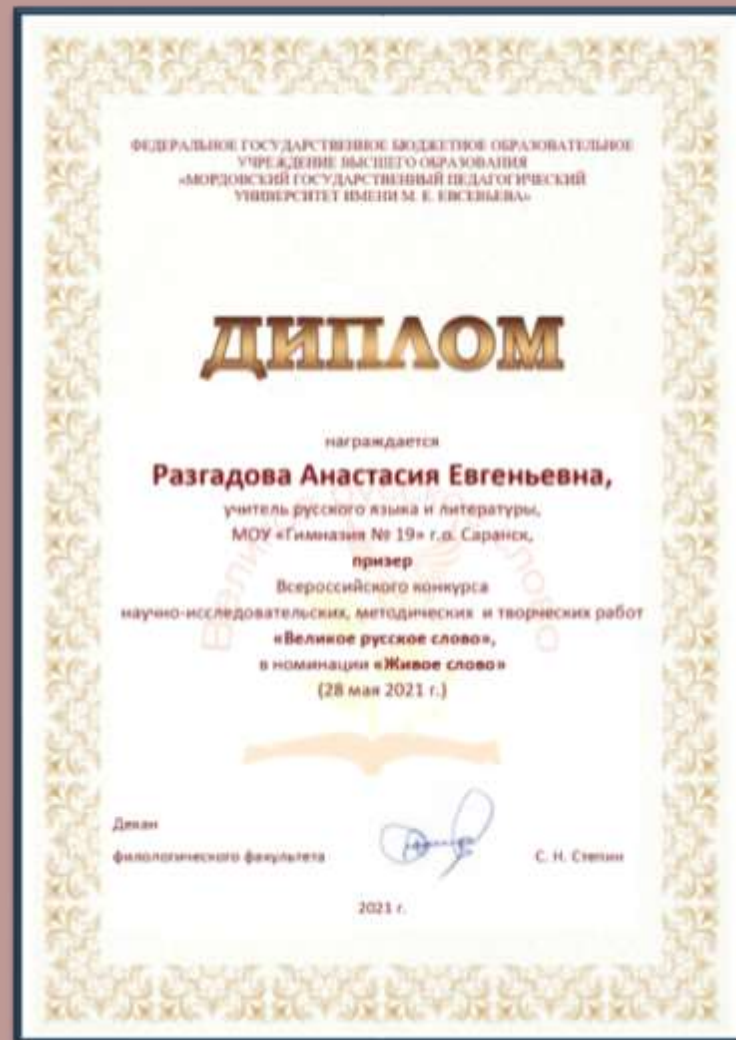 ФЕДЕРАЛЬНОЕ ГОСУДАРСТВЕННОЕ БЮДЖЕТНОЕ ОБРАЗОВАТЕЛЬНОЕ
УЧРЕЖДЕНИЕ ВЫСШЕГО ОБРАЗОВАНИЯ
«МОРДОВСКИЙ ГОСУДАРСТВЕННЫЙ ПЕДАГОГИЧЕСКИЙ
УНИВЕРСИТЕТ ИМЕНИ М. Е. ЕВСЕВЬЕВА»
ДИПЛОМ
награждается
Разгадова Анастасия Евгеньевна,
учитель русского языка и литературы,
МОУ «Гимназия № 19» г.о. Саранск,
призер
Всероссийского конкурса
научно-исследовательских, методических и творческих работ
«Великое русское слово»,
в номинации «Живое слово»
(28 мая 2021 г.)
Декан
филологического факультета С. Н. Степин
2021 г.